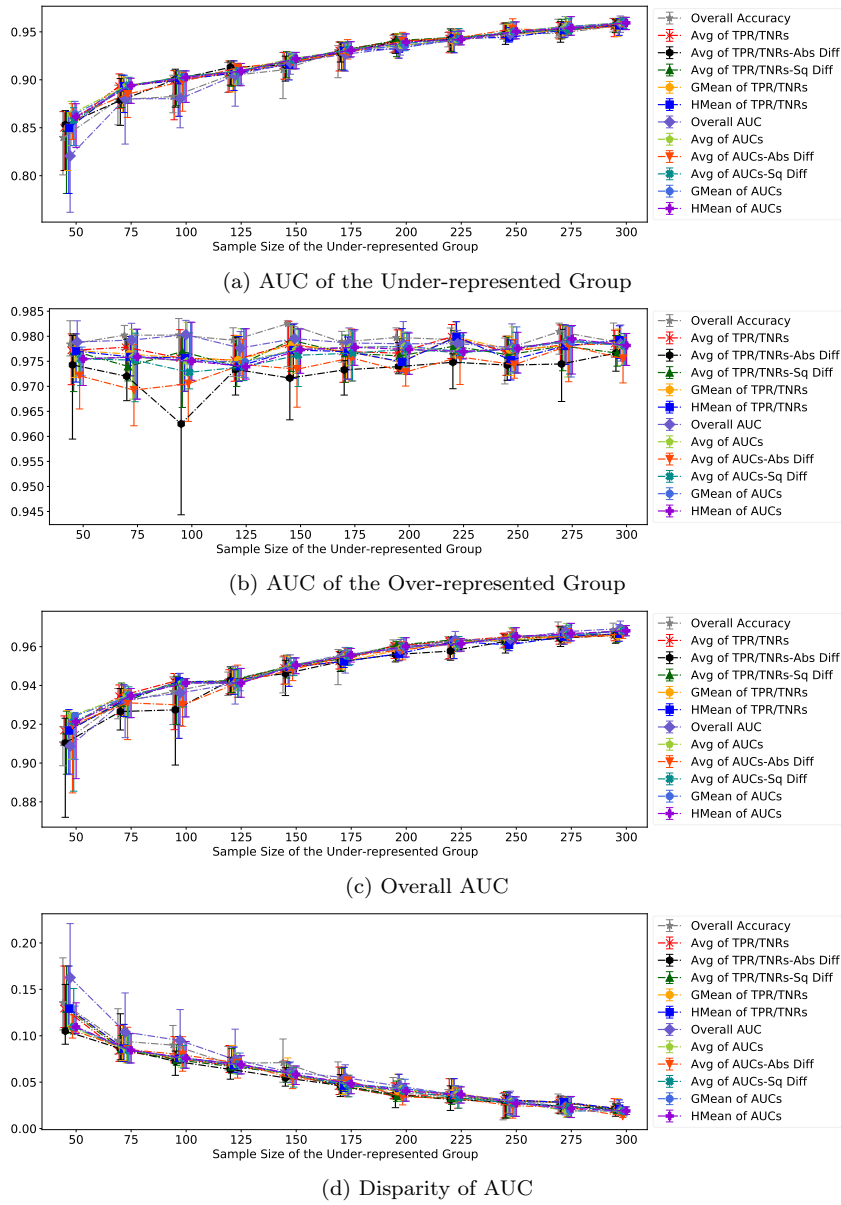 0.95
0.90
0.85
0.80
50 75 100 125 150 175 200 225 250 275 300
Sample Size of the Under-represented Group
Overall Accuracy
Avg of TPR/TNRs
Avg of TPR/TNRs-Abs Diff
Avg of TPR/TNRs-Sq Diff
GMean of TPR/TNRs
HMean of TPR/TNRs
Overall AUC
Avg of AUCs
Avg of AUCs-Abs Diff
Avg of AUCs-Sq Diff
GMean of AUCs
HMean of AUCs
(a) AUC of the Under-represented Group
0.985
0.980
0.975
0.970
0.965
0.960
0.955
0.950
0.945
50 75 100 125 150 175 200 225 250 275 300
Sample Size of the Under-represented Group
Overall Accuracy
Avg of TPR/TNRs
Avg of TPR/TNRs-Abs Diff
Avg of TPR/TNRs-Sq Diff
GMean of TPR/TNRs
HMean of TPR/TNRs
Overall AUC
Avg of AUCs
Avg of AUCs-Abs Diff
Avg of AUCs-Sq Diff
GMean of AUCs
HMean of AUCs
(b) AUC of the Over-represented Group
0.96
0.94
0.92
0.90
0.88
50 75 100 125 150 175 200 225 250 275 300
Sample Size of the Under-represented Group
Overall Accuracy
Avg of TPR/TNRs
Avg of TPR/TNRs-Abs Diff
Avg of TPR/TNRs-Sq Diff
GMean of TPR/TNRs
HMean of TPR/TNRs
Overall AUC
Avg of AUCs
Avg of AUCs-Abs Diff
Avg of AUCs-Sq Diff
GMean of AUCs
HMean of AUCs
(c) Overall AUC
0.20
0.15
0.10
0.05
0.00
50 75 100 125 150 175 200 225 250 275 300
Sample Size of the Under-represented Group
Overall Accuracy
Avg of TPR/TNRs
Avg of TPR/TNRs-Abs Diff
Avg of TPR/TNRs-Sq Diff
GMean of TPR/TNRs
HMean of TPR/TNRs
Overall AUC
Avg of AUCs
Avg of AUCs-Abs Diff
Avg of AUCs-Sq Diff
GMean of AUCs
HMean of AUCs
(d) Disparity of AUC